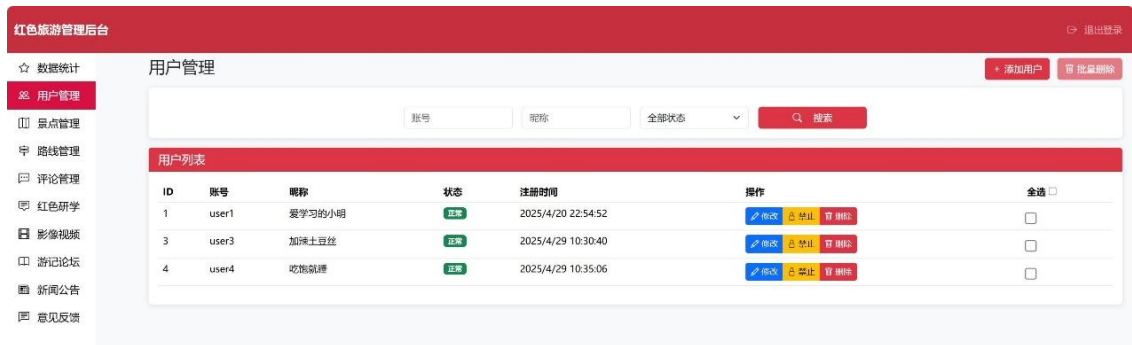 红色旅游管理后台
退出登录
数据统计
用户管理
景点管理
路线管理
评论管理
红色研学
影像视频
游记论坛
新闻公告
意见反馈
用户管理
+ 添加用户 批量删除
账号 昵称 全部状态 搜索
用户列表
ID 账号 昵称 状态 注册时间 操作 全选
1 user1 爱学习的小明 正常 2025/4/20 22:54:52 修改 禁止 删除
3 user3 加辣土豆丝 正常 2025/4/29 10:30:40 修改 禁止 删除
4 user4 吃饱就睡 正常 2025/4/29 10:35:06 修改 禁止 删除